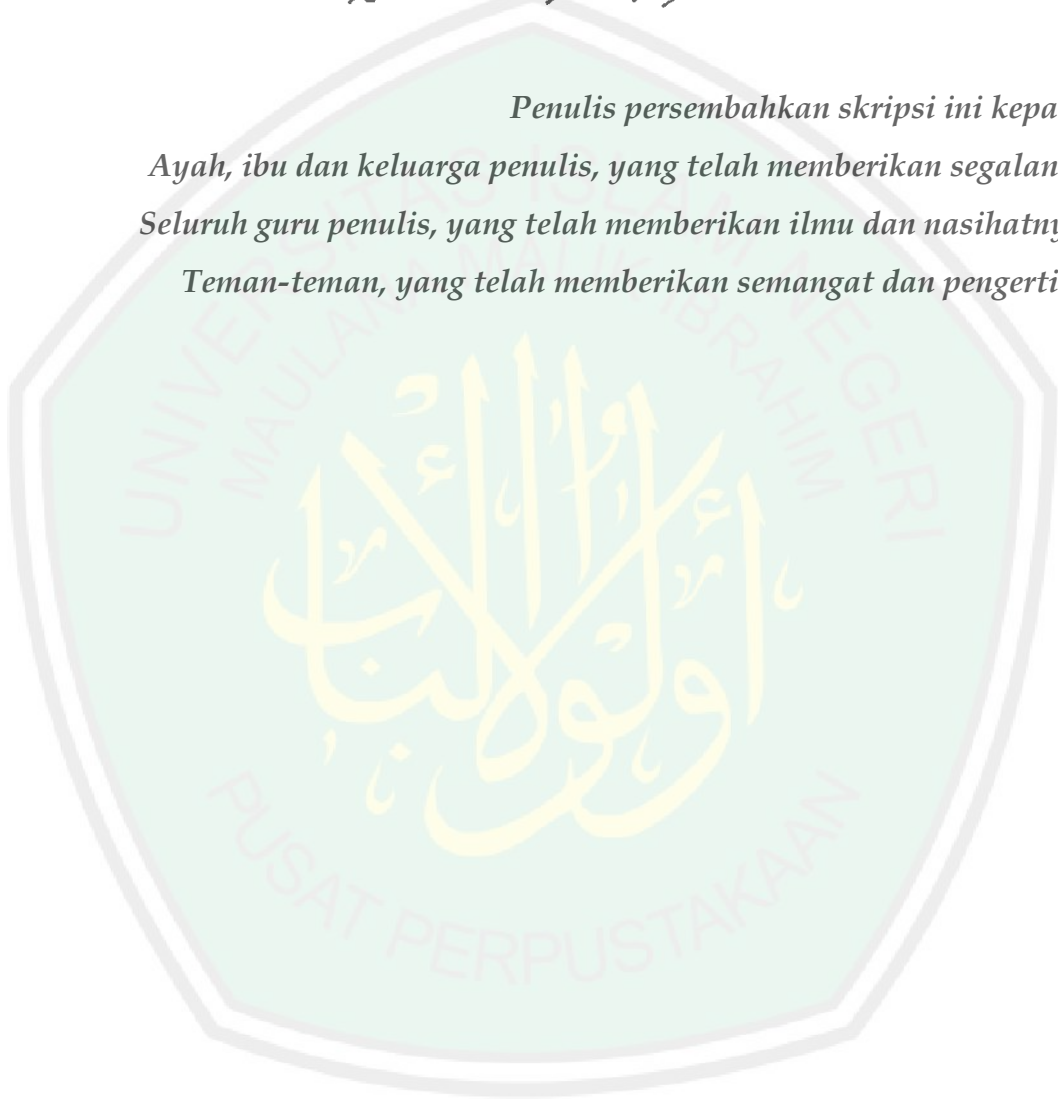 Penulis persembahkan skripsi ini kepa
Ayah, ibu dan keluarga penulis, yang telah memberikan segalan
Seluruh guru penulis, yang telah memberikan ilmu dan nasihatny
Teman-teman, yang telah memberikan semangat dan pengerti
UNIVERSITAS ISLAM NEGERI
MAULANA MALIK IBRAHIM
أولوا الألباب
PUSAT PERPUSTAKAAN